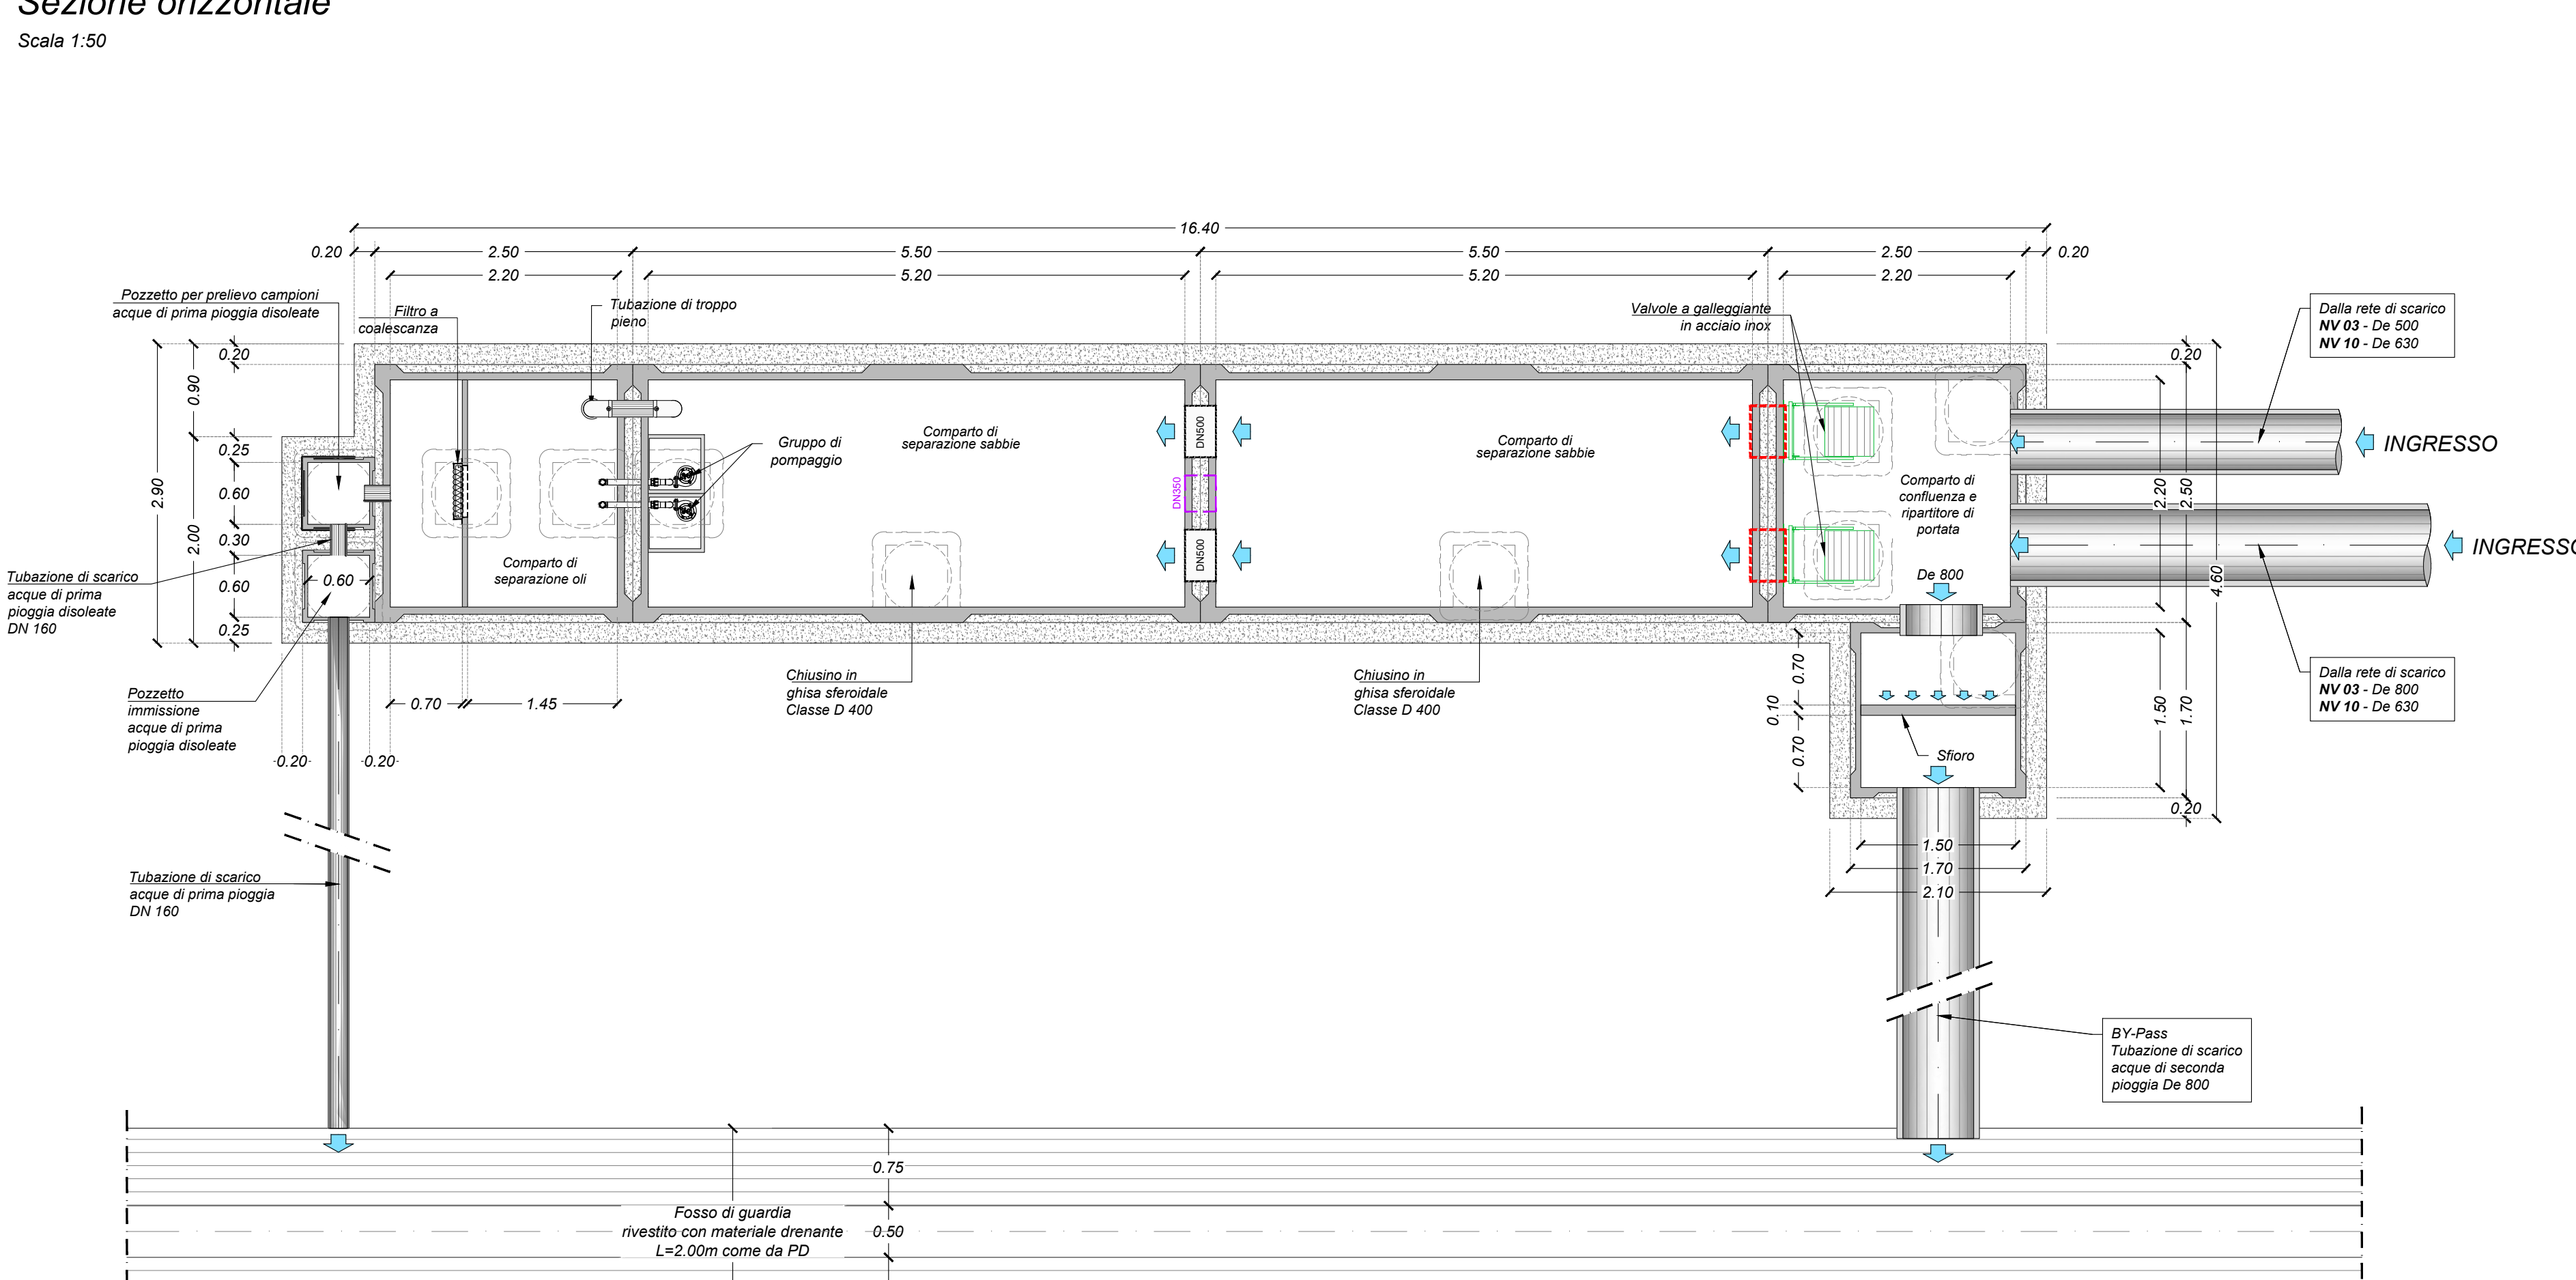 Sezione orizzontale
Scala 1:50
16.40
0.20
2.50
5.50
5.50
2.50
0.20
2.20
5.20
5.20
2.20
Pozzetto per prelievo campioni
acque di prima pioggia disoleate
Filtro a
coalescanza
Tubazione di troppo
pieno
Valvole a galleggiante
in acciaio inox
Dalla rete di scarico
NV 03 - De 500
NV 10 - De 630
0.20
0.90
0.25
0.60
0.30
0.60
0.25
2.00
2.90
Gruppo di
pompaggio
Comparto di
separazione sabbie
DN500
DN350
DN500
Comparto di
separazione sabbie
Comparto di
confluenza e
ripartitore di
portata
De 800
INGRESSO
INGRESSO
0.20
2.20
2.50
4.60
Comparto di
separazione oli
0.60
Tubazione di scarico
acque di prima
pioggia disoleate
DN 160
Pozzetto
immissione
acque di prima
pioggia disoleate
0.20
0.20
0.70
1.45
Chiusino in
ghisa sferoidale
Classe D 400
Chiusino in
ghisa sferoidale
Classe D 400
0.70
0.10
0.70
Sfioro
1.50
1.70
0.20
Dalla rete di scarico
NV 03 - De 800
NV 10 - De 630
1.50
1.70
2.10
Tubazione di scarico
acque di prima pioggia
DN 160
BY-Pass
Tubazione di scarico
acque di seconda
pioggia De 800
0.75
0.50
Fosso di guardia
rivestito con materiale drenante
L=2.00m come da PD